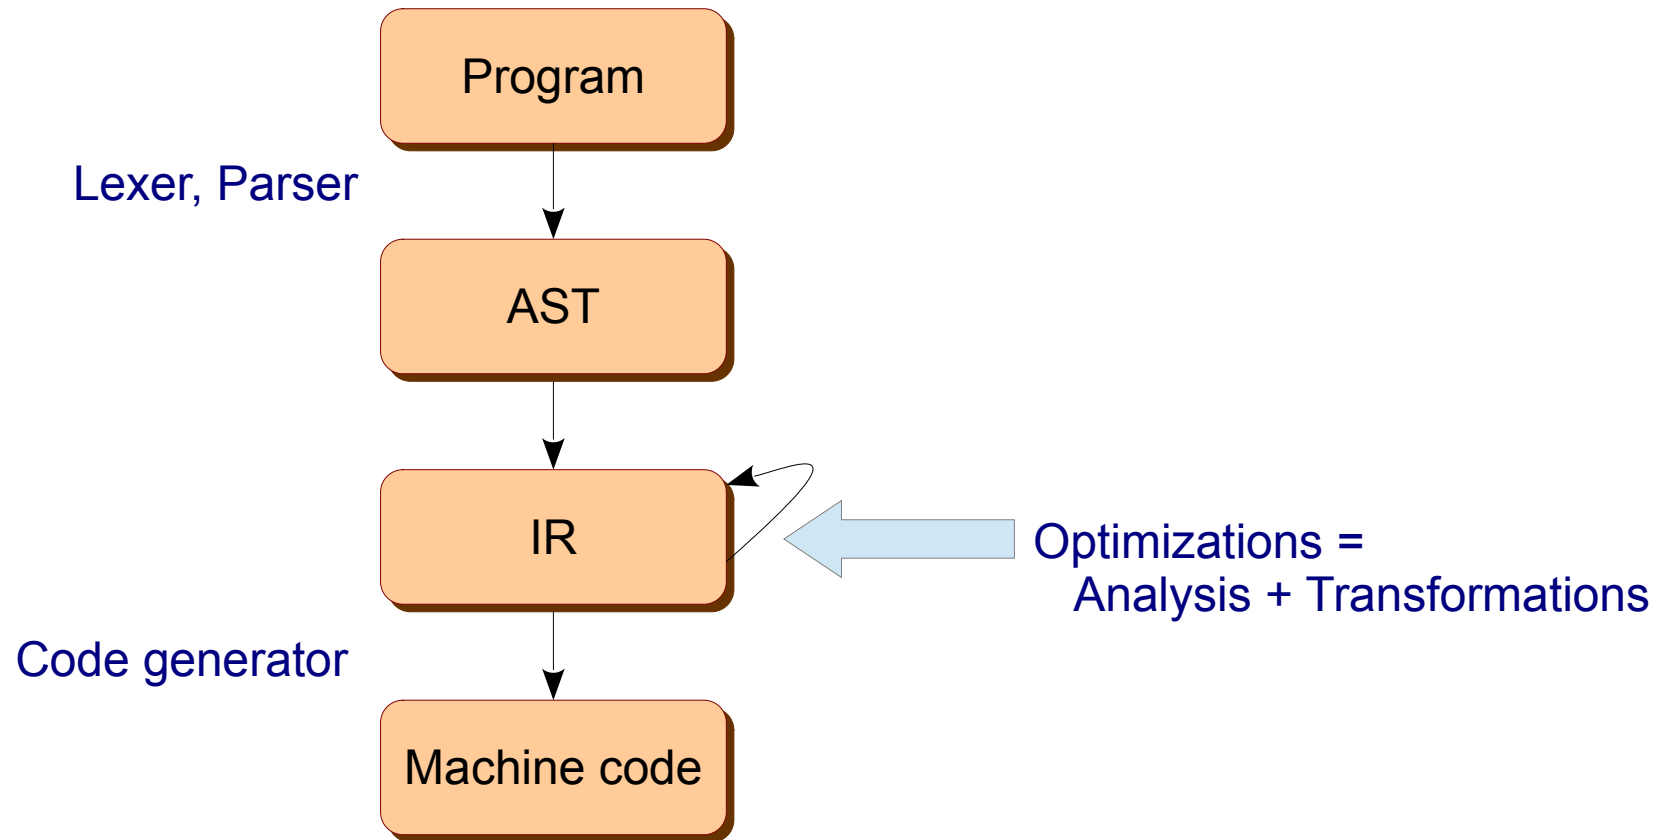 Program
Lexer, Parser
AST
IR
Optimizations =
Analysis + Transformations
Code generator
Machine code